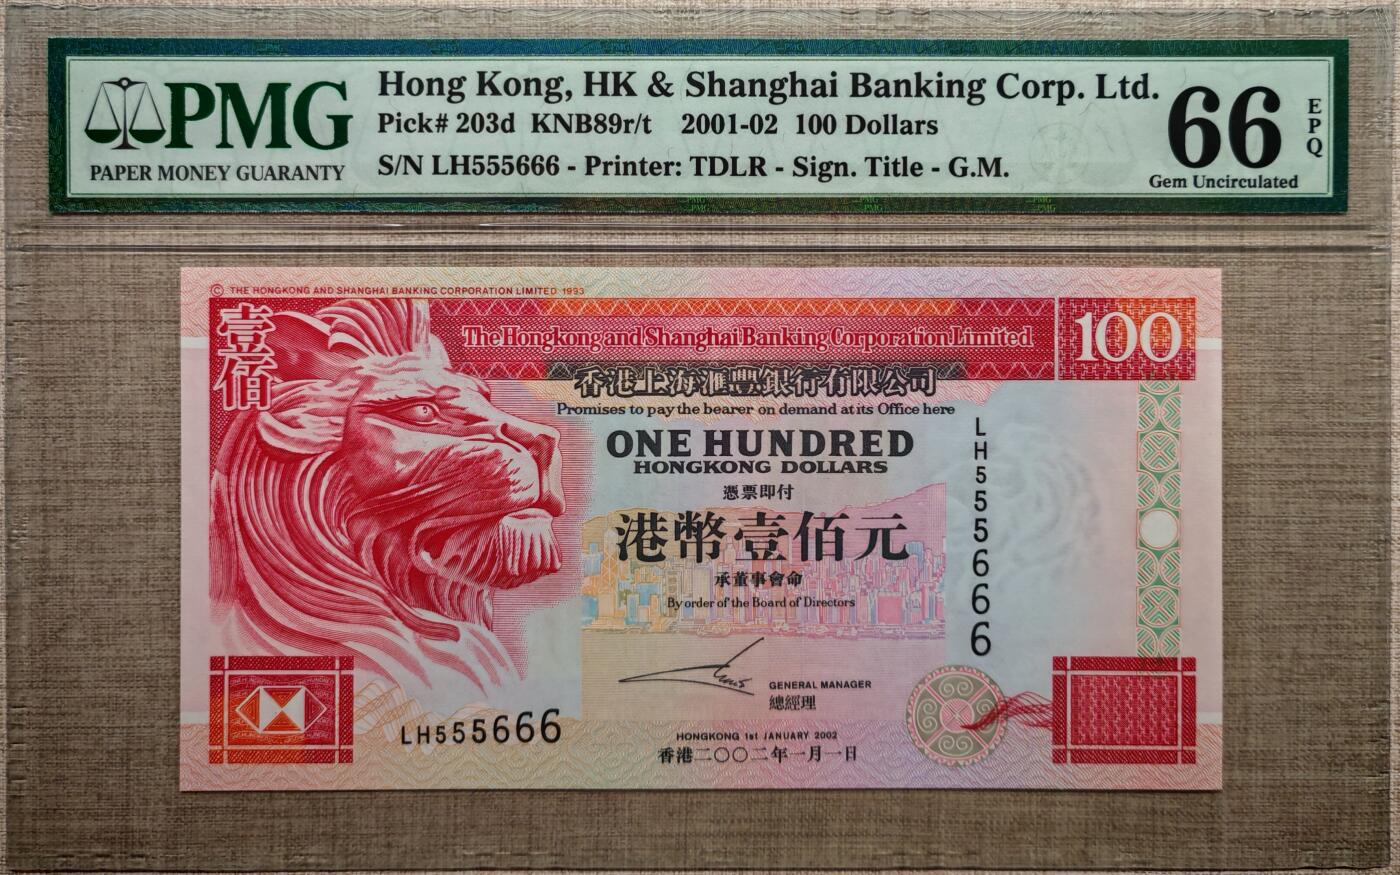 PMG
PAPER MONEY GUARANTY
Hong Kong, HK & Shanghai Banking Corp. Ltd.
Pick# 203d KNB89r/t 2001-02 100 Dollars
S/N LH555666 - Printer: TDLR - Sign. Title - G.M.
66
EPQ
Gem Uncirculated
© THE HONGKONG AND SHANGHAI BANKING CORPORATION LIMITED 1993
壹佰
The Hongkong and Shanghai Banking Corporation Limited
100
香港上海滙豐銀行有限公司
Promises to pay the bearer on demand at its Office here
ONE HUNDRED
HONGKONG DOLLARS
憑票即付
港幣壹佰元
承董事會命
By order of the Board of Directors
LH555666
GENERAL MANAGER
總經理
LH555666
HONGKONG 1st JANUARY 2002
香港二〇〇二年一月一日